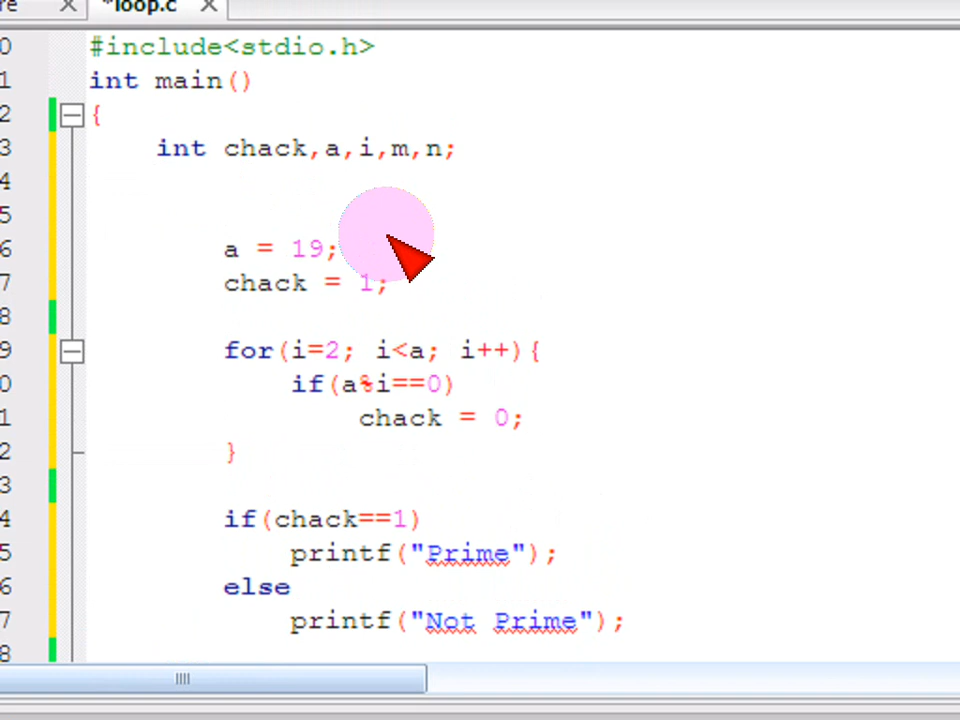 re *loop.c
0 #include<stdio.h>
1 int main()
2 {
3 int chack,a,i,m,n;
4
5
6 a = 19;
7 chack = 1;
8
9 for(i=2; i<a; i++){
0 if(a%i==0)
1 chack = 0;
2 }
3
4 if(chack==1)
5 printf("Prime");
6 else
7 printf("Not Prime");
8